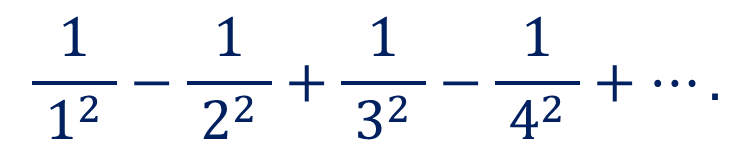 1/1² − 1/2² + 1/3² − 1/4² + ⋯.